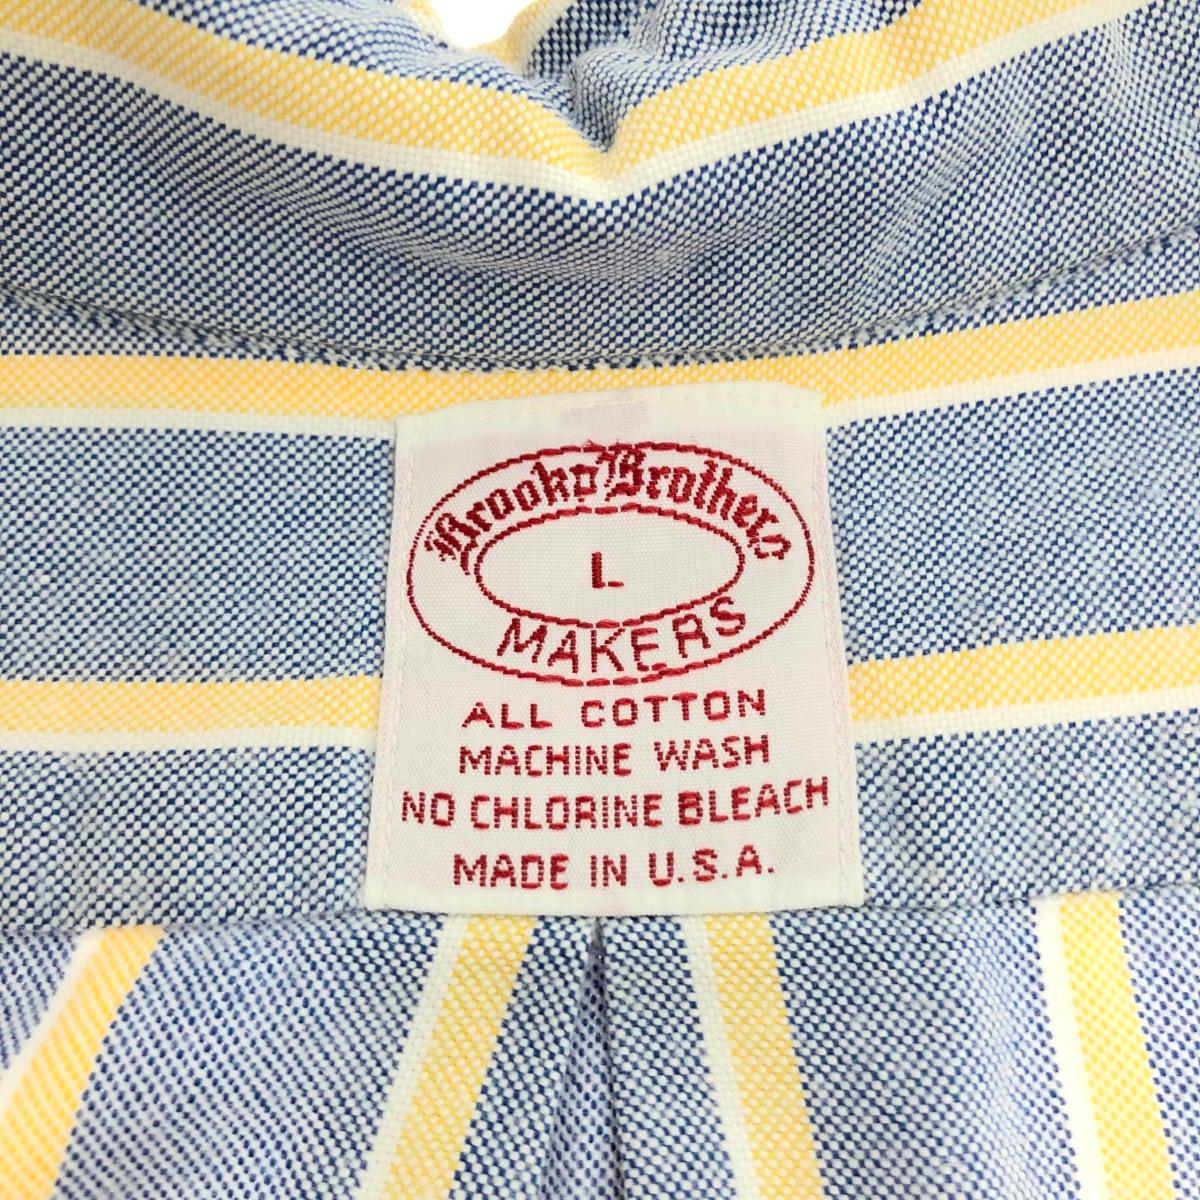 Brooks Brothers
L
MAKERS
ALL COTTON
MACHINE WASH
NO CHLORINE BLEACH
MADE IN U.S.A.